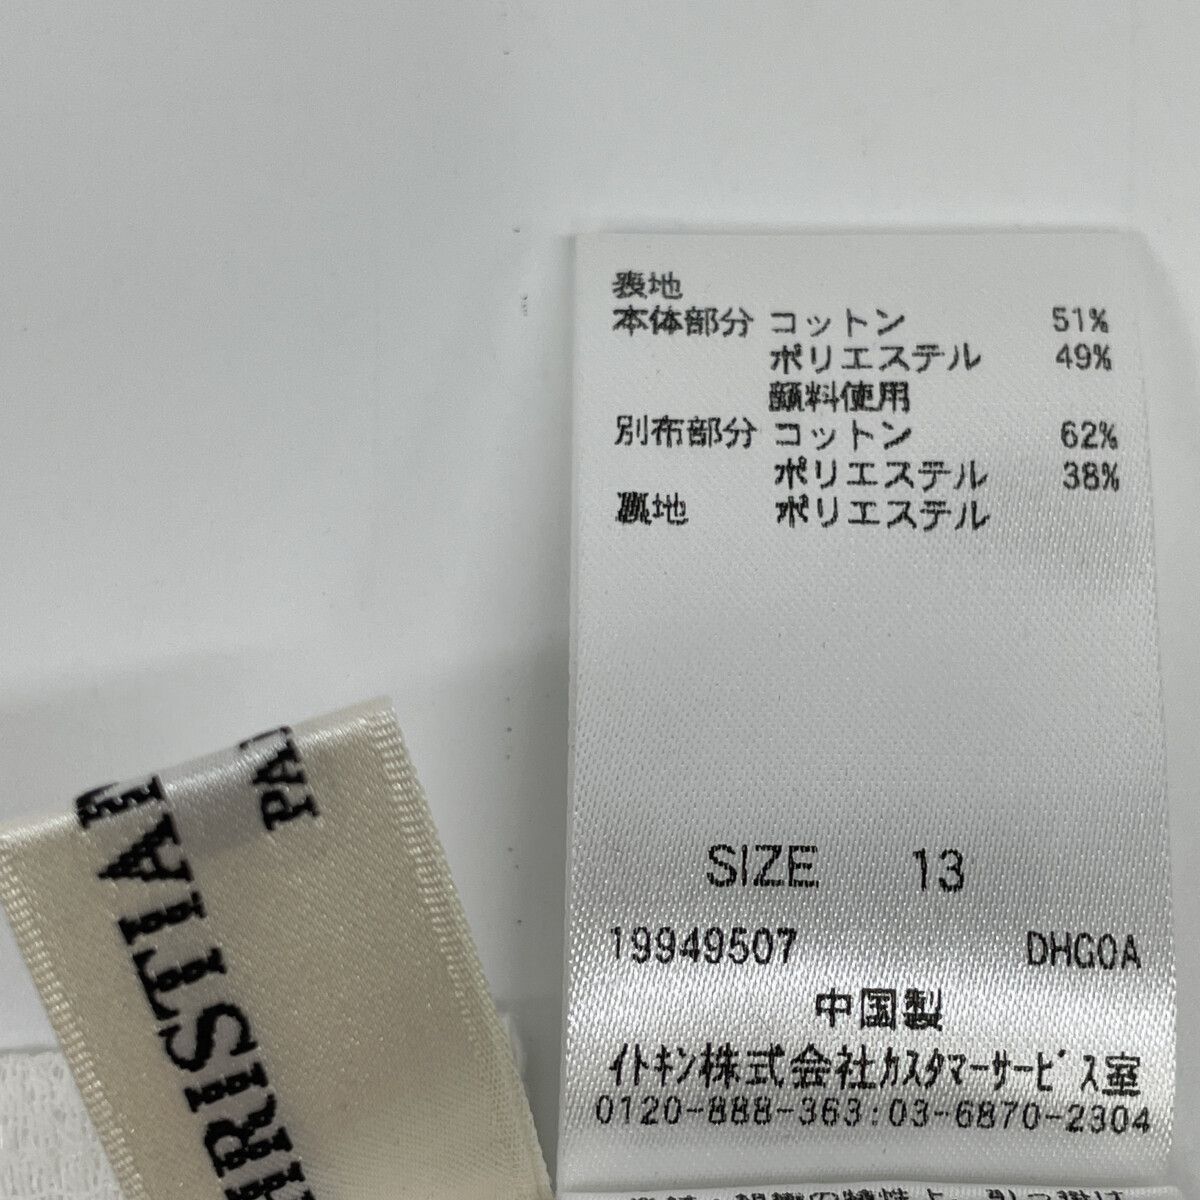 表地
本体部分 コットン 51%
ポリエステル 49%
顔料使用
別布部分 コットン 62%
ポリエステル 38%
裏地 ポリエステル
SIZE 13
19949507 DHG0A
中国製
イトキン株式会社カスタマーサービス室
0120-888-363:03-6870-2304